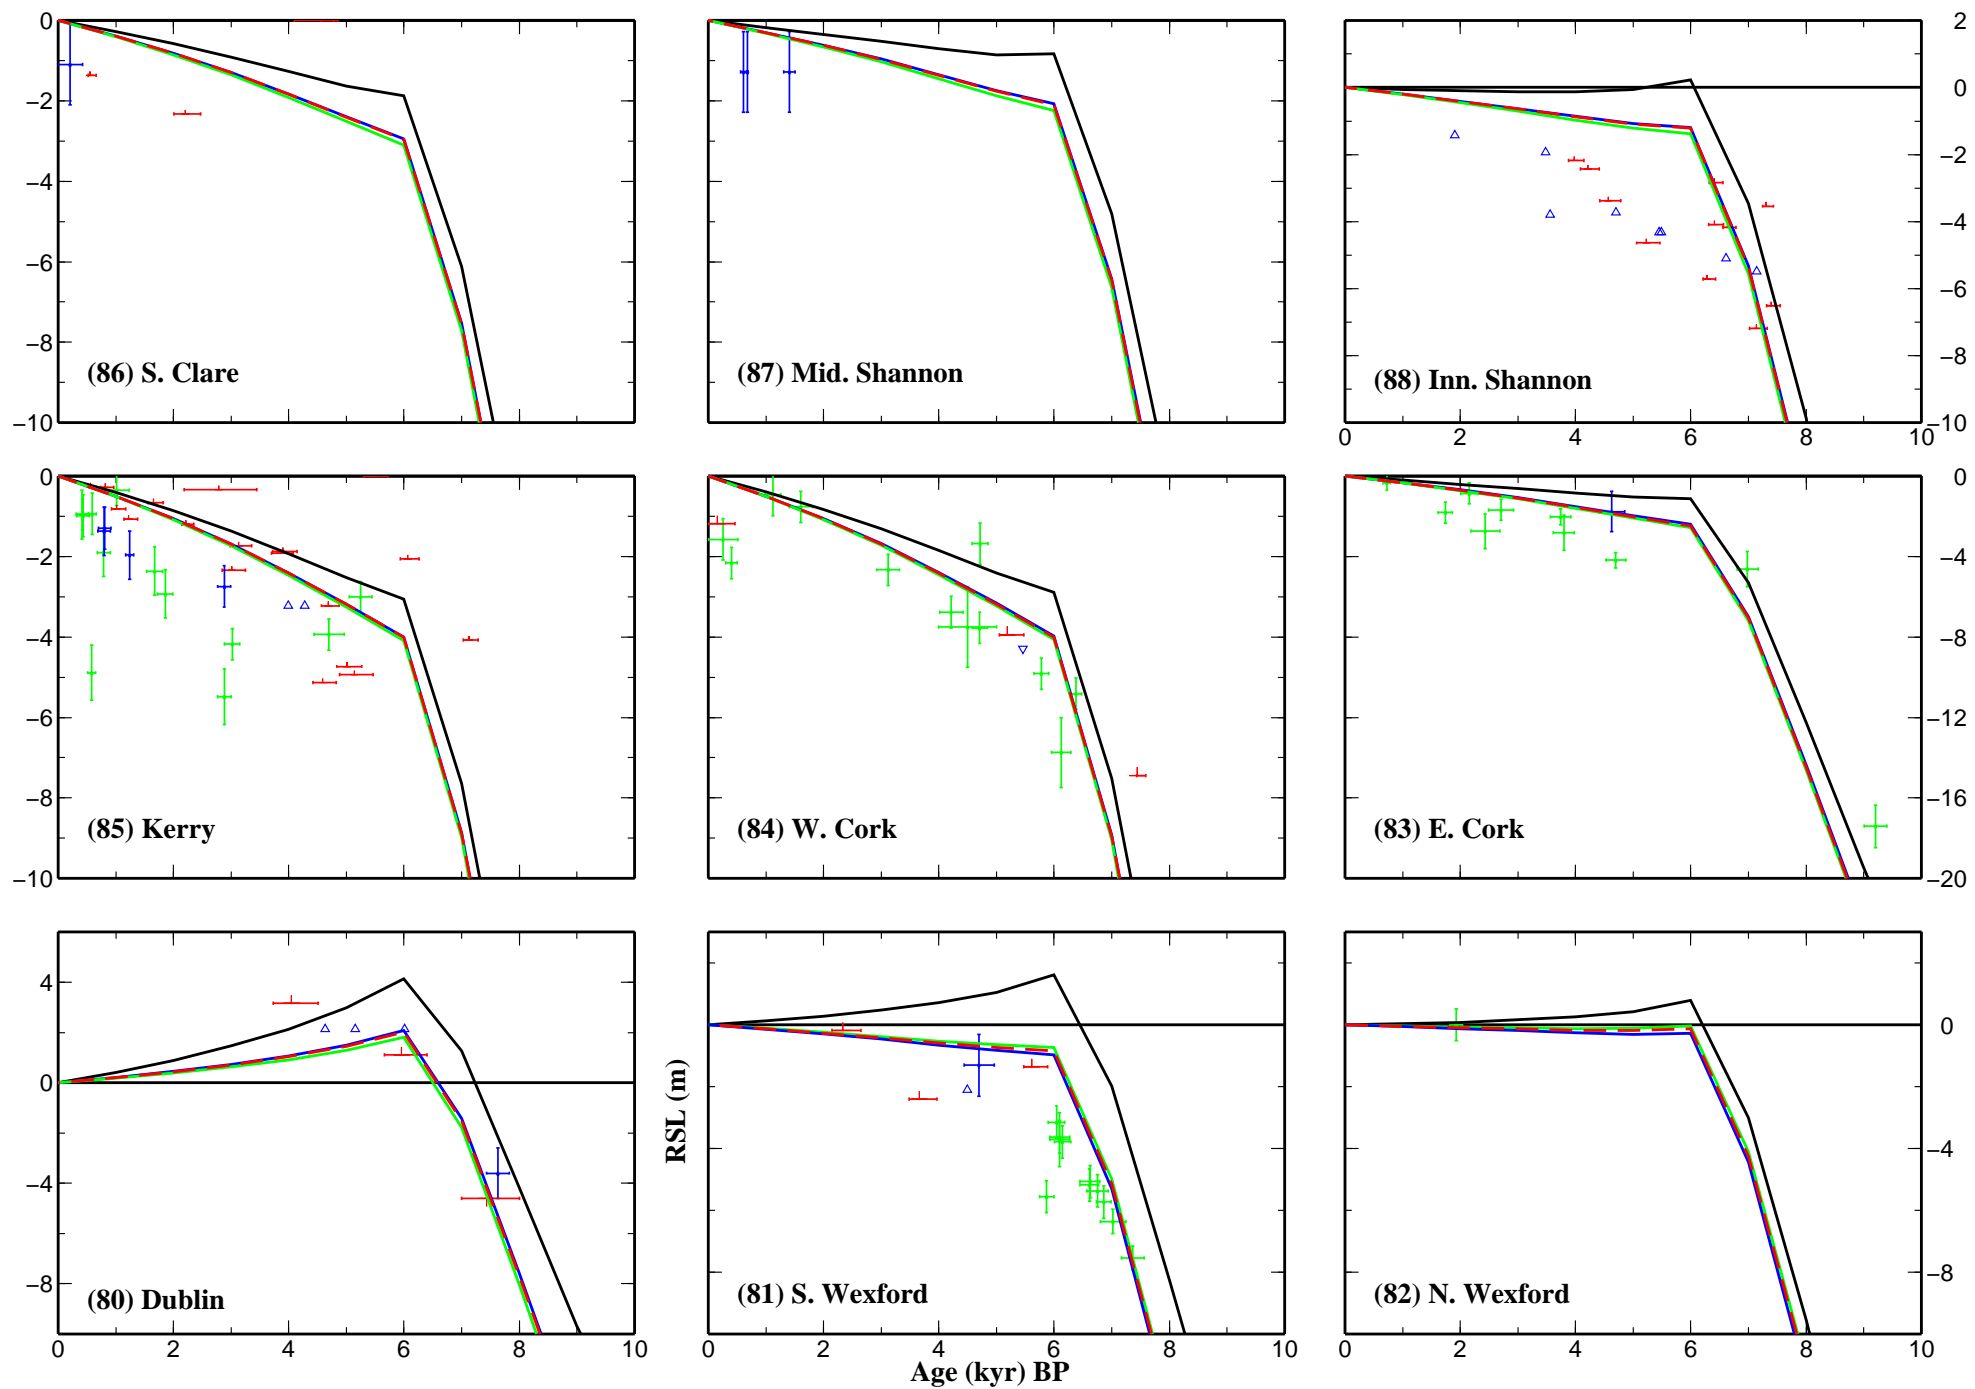 0
−2
−4
−6
−8
−10
(86) S. Clare
(87) Mid. Shannon
2
0
−2
−4
−6
−8
−10
0 2 4 6 8 10
(88) Inn. Shannon
0
−2
−4
−6
−8
−10
(85) Kerry
(84) W. Cork
0
−4
−8
−12
−16
−20
(83) E. Cork
4
0
−4
−8
0 2 4 6 8 10
(80) Dublin
RSL (m)
0 2 4 6 8 10
(81) S. Wexford
Age (kyr) BP
0
−4
−8
0 2 4 6 8 10
(82) N. Wexford